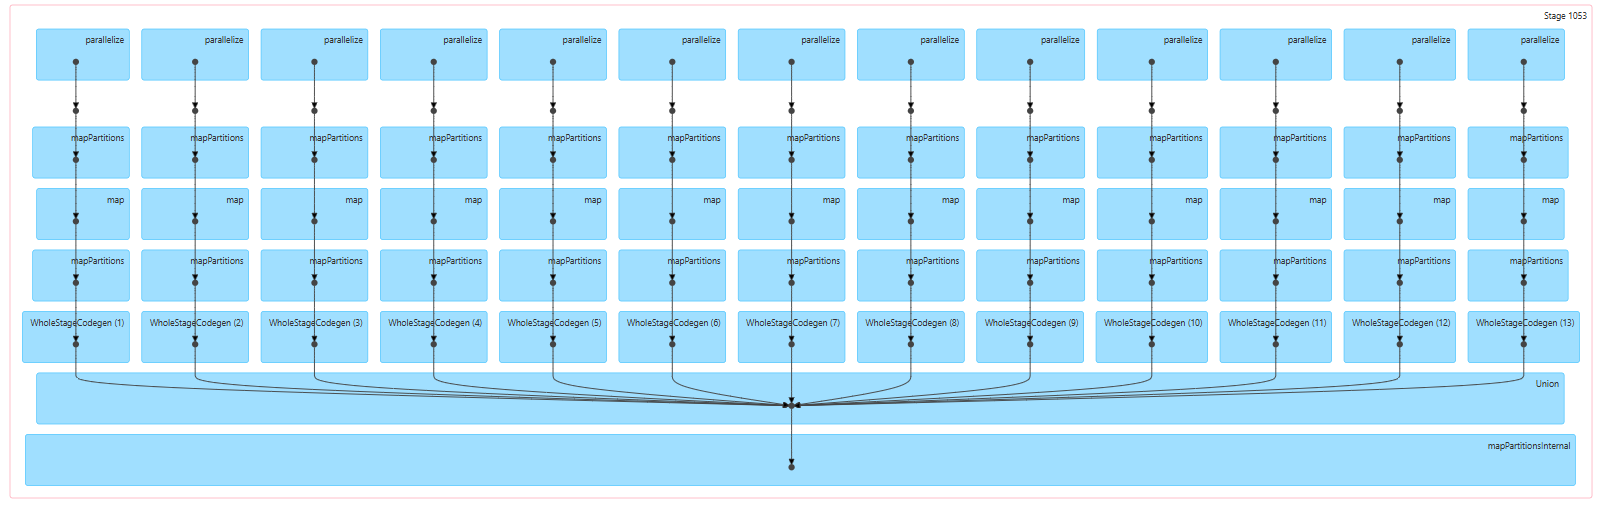 Stage 1053
parallelize parallelize parallelize parallelize parallelize parallelize parallelize parallelize parallelize parallelize parallelize parallelize parallelize
mapPartitions mapPartitions mapPartitions mapPartitions mapPartitions mapPartitions mapPartitions mapPartitions mapPartitions mapPartitions mapPartitions mapPartitions mapPartitions
map map map map map map map map map map map map map
mapPartitions mapPartitions mapPartitions mapPartitions mapPartitions mapPartitions mapPartitions mapPartitions mapPartitions mapPartitions mapPartitions mapPartitions mapPartitions
WholeStageCodegen (1) WholeStageCodegen (2) WholeStageCodegen (3) WholeStageCodegen (4) WholeStageCodegen (5) WholeStageCodegen (6) WholeStageCodegen (7) WholeStageCodegen (8) WholeStageCodegen (9) WholeStageCodegen (10) WholeStageCodegen (11) WholeStageCodegen (12) WholeStageCodegen (13)
Union
mapPartitionsInternal